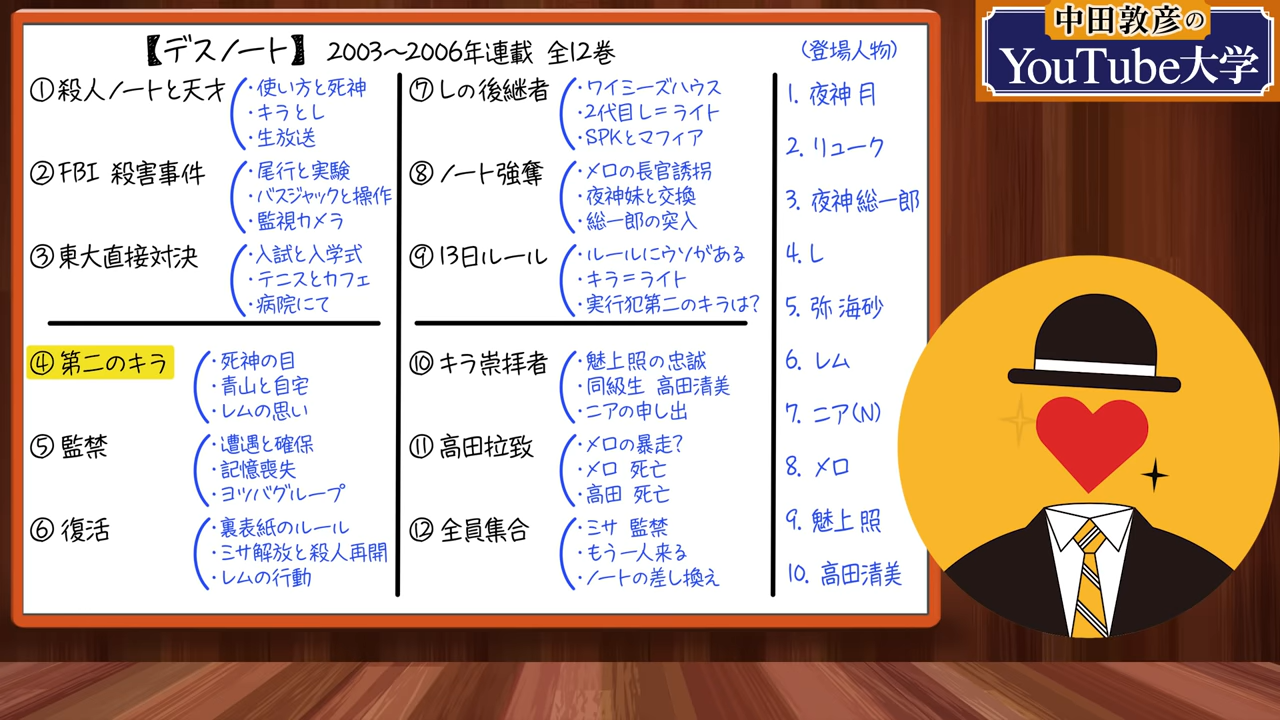 【デスノート】 2003〜2006年連載 全12巻
①殺人ノートと天才
・使い方と死神
・キラとL
・生放送
②FBI 殺害事件
・尾行と実験
・バスジャックと操作
・監視カメラ
③東大直接対決
・入試と入学式
・テニスとカフェ
・病院にて
④第二のキラ
・死神の目
・青山と自宅
・レムの思い
⑤監禁
・遭遇と確保
・記憶喪失
・ヨツバグループ
⑥復活
・裏表紙のルール
・ミサ解放と殺人再開
・レムの行動
⑦Lの後継者
・ワイミーズハウス
・2代目L=ライト
・SPKとマフィア
⑧ノート強奪
・メロの長官誘拐
・夜神妹と交換
・総一郎の突入
⑨13日ルール
・ルールにウソがある
・キラ=ライト
・実行犯第二のキラは?
⑩キラ崇拝者
・魅上照の忠誠
・同級生 高田清美
・ニアの申し出
⑪高田拉致
・メロの暴走?
・メロ 死亡
・高田 死亡
⑫全員集合
・ミサ 監禁
・もう一人来る
・ノートの差し換え
(登場人物)
1. 夜神月
2. リューク
3. 夜神総一郎
4. L
5. 弥海砂
6. レム
7. ニア(N)
8. メロ
9. 魅上照
10. 高田清美
中田敦彦の
YouTube大学